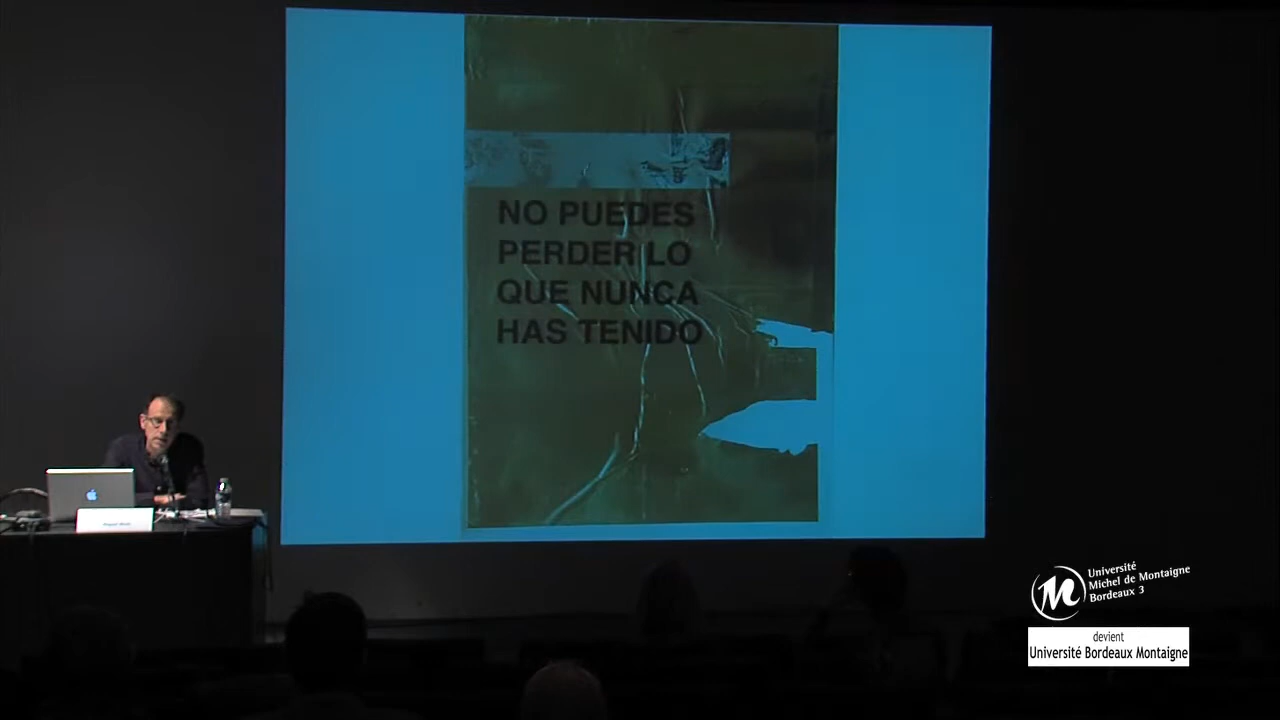 NO PUEDES
PERDER LO
QUE NUNCA
HAS TENIDO
Université
Michel de Montaigne
Bordeaux 3
devient
Université Bordeaux Montaigne